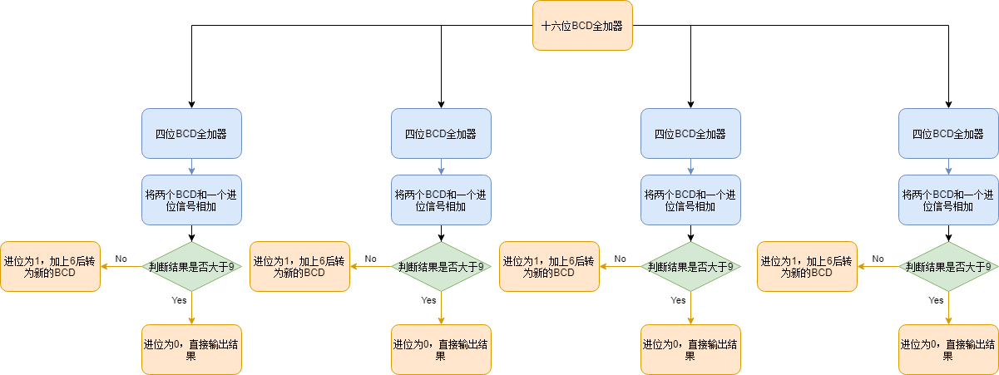 十六位BCD全加器
四位BCD全加器
四位BCD全加器
四位BCD全加器
四位BCD全加器
将两个BCD和一个进
位信号相加
将两个BCD和一个进
位信号相加
将两个BCD和一个进
位信号相加
将两个BCD和一个进
位信号相加
进位为1，加上6后转
为新的BCD
No
判断结果是否大于9
进位为1，加上6后转
为新的BCD
No
判断结果是否大于9
进位为1，加上6后转
为新的BCD
No
判断结果是否大于9
进位为1，加上6后转
为新的BCD
No
判断结果是否大于9
Yes
Yes
Yes
Yes
进位为0，直接输出结
果
进位为0，直接输出结
果
进位为0，直接输出结
果
进位为0，直接输出结
果